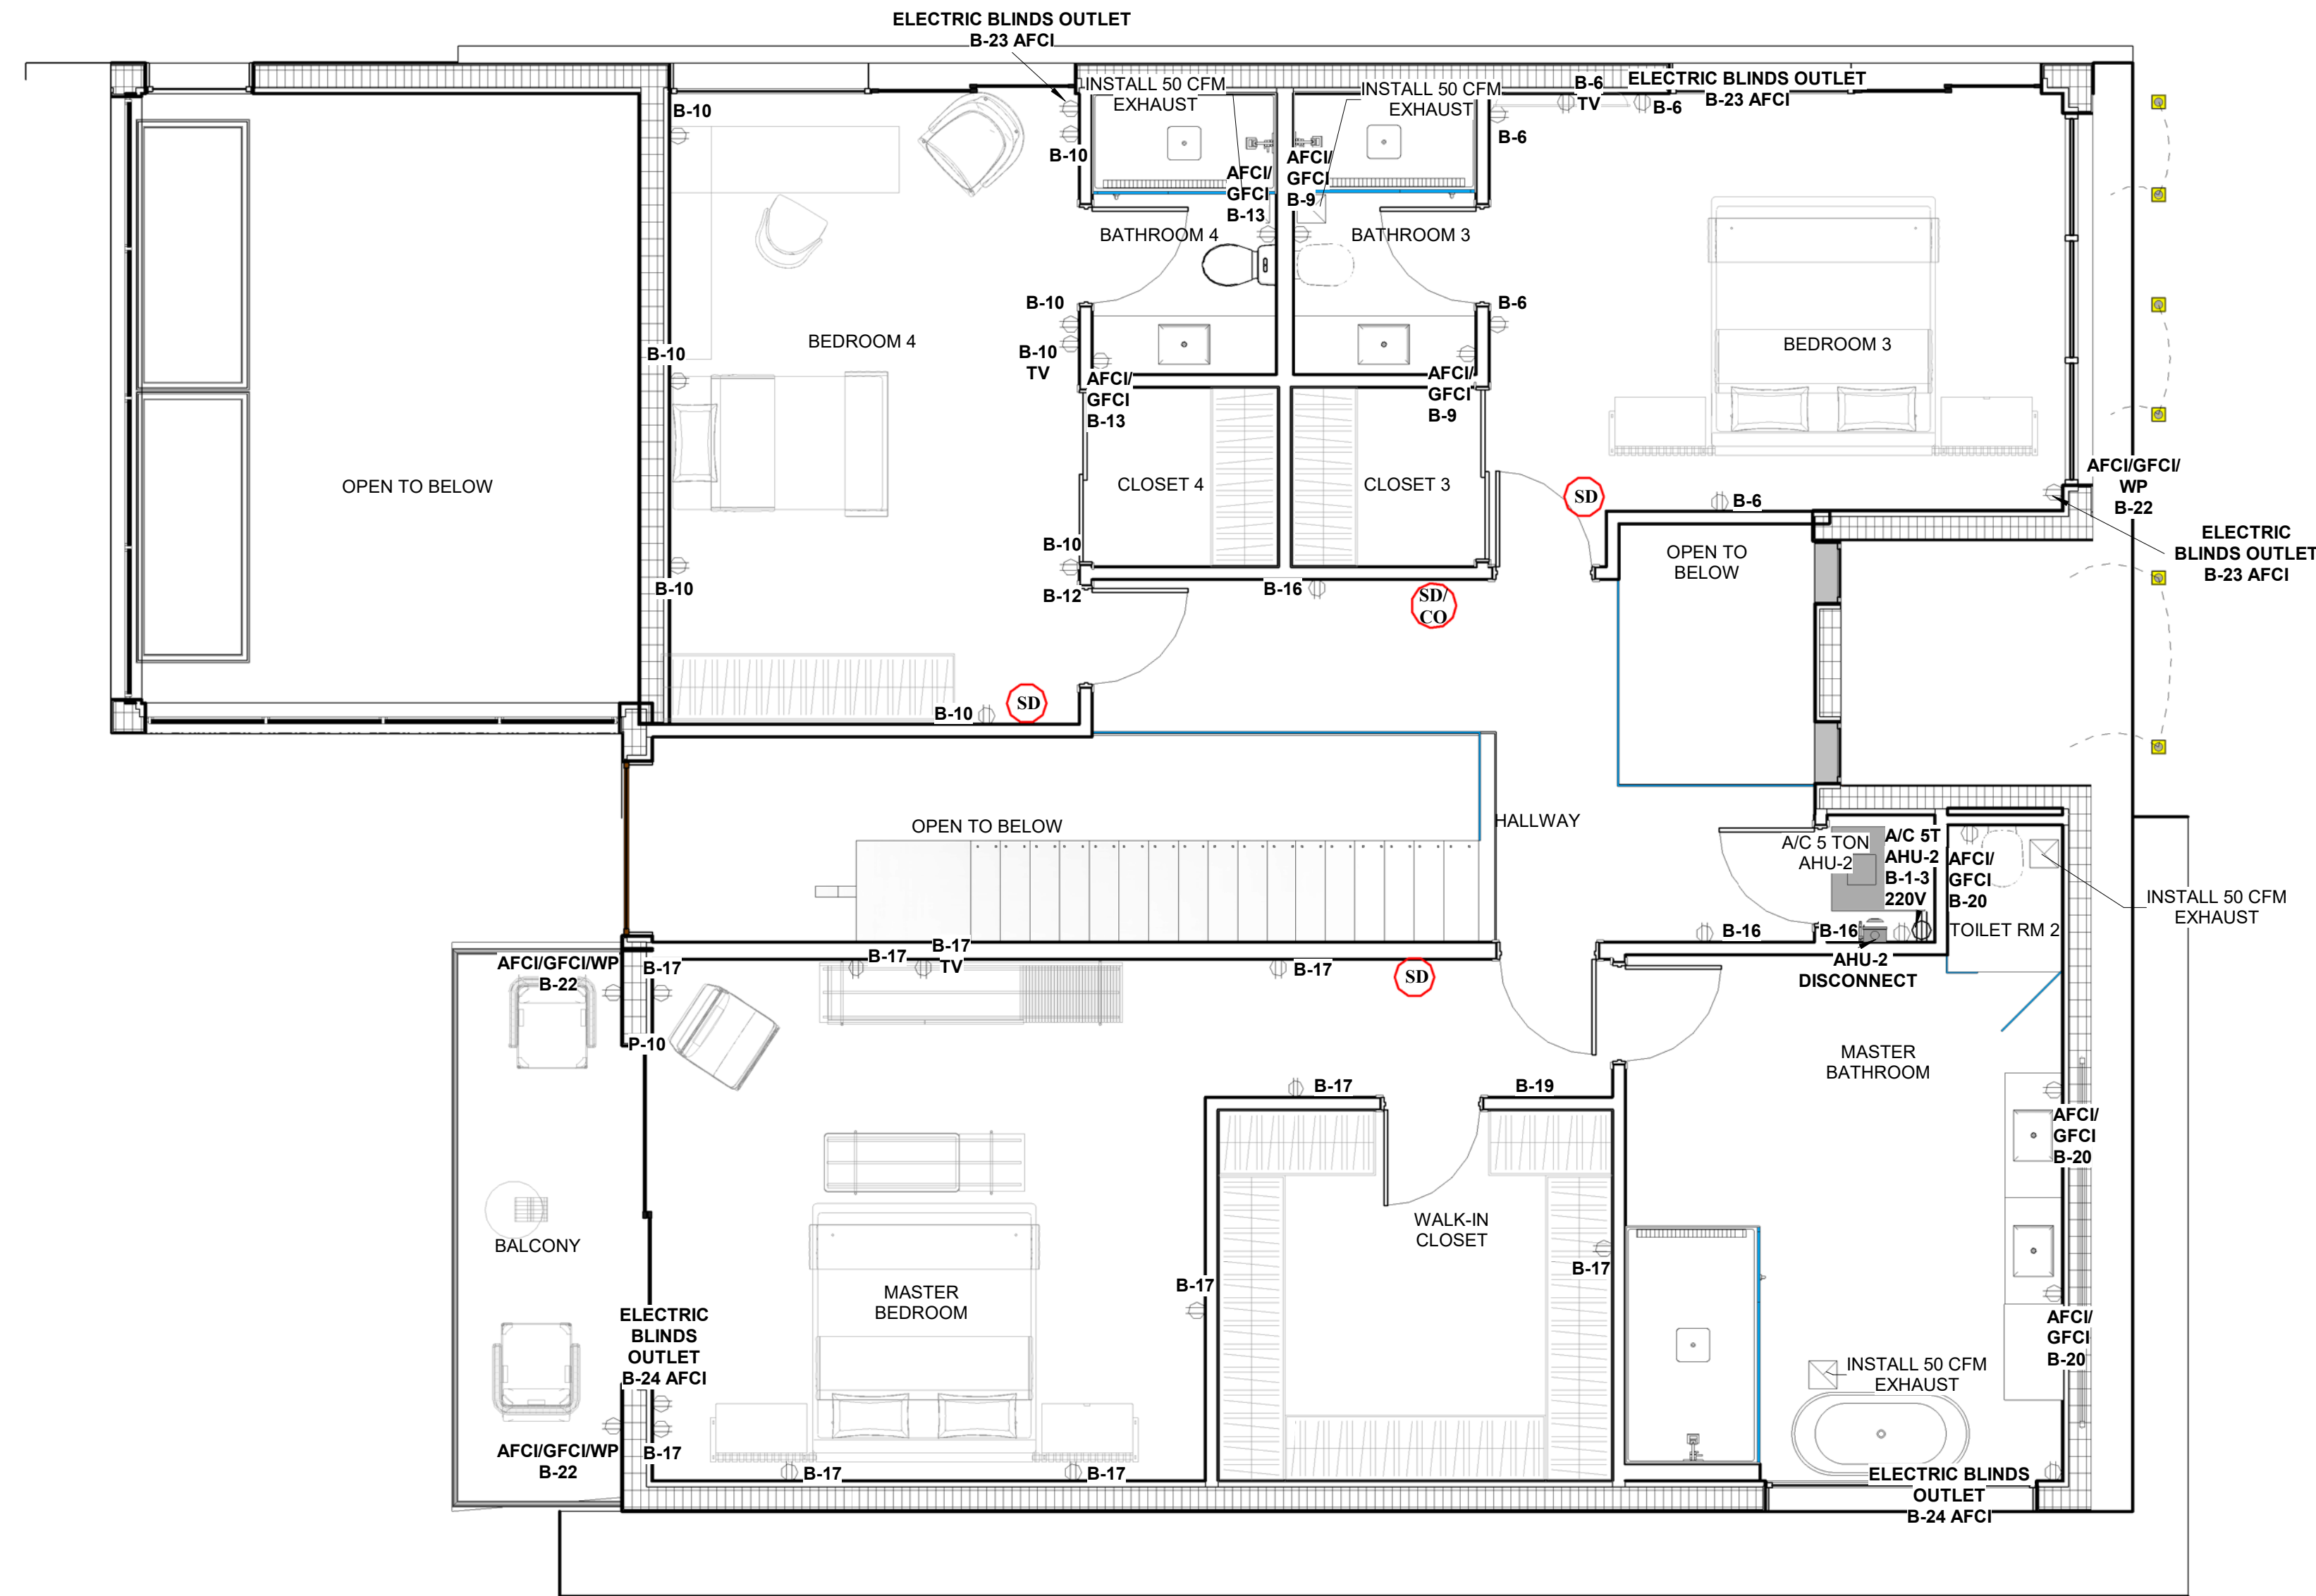 ELECTRIC BLINDS OUTLET
B-23 AFCI
INSTALL 50 CFM
EXHAUST
INSTALL 50 CFM
EXHAUST
B-6
TV
ELECTRIC BLINDS OUTLET
B-23 AFCI
B-6
B-10
B-10
B-6
AFCI/
GFCI
B-13
AFCI/
GFCI
B-9
BATHROOM 4
BATHROOM 3
B-10
B-6
BEDROOM 4
BEDROOM 3
B-10
B-10
TV
AFCI/
GFCI
B-13
AFCI/
GFCI
B-9
OPEN TO BELOW
CLOSET 4
CLOSET 3
SD
B-6
AFCI/GFCI/
WP
B-22
ELECTRIC
BLINDS OUTLET
B-23 AFCI
B-10
OPEN TO
BELOW
B-10
B-12
B-16
SD/
CO
B-10
SD
OPEN TO BELOW
HALLWAY
A/C 5 TON
AHU-2
A/C 5T
AHU-2
B-1-3
220V
AFCI/
GFCI
B-20
INSTALL 50 CFM
EXHAUST
TOILET RM 2
B-16
B-16
AHU-2
DISCONNECT
AFCI/GFCI/WP
B-22
B-17
B-17
B-17
TV
B-17
SD
P-10
MASTER
BATHROOM
B-17
B-19
AFCI/
GFCI
B-20
WALK-IN
CLOSET
BALCONY
B-17
B-17
MASTER
BEDROOM
ELECTRIC
BLINDS
OUTLET
B-24 AFCI
AFCI/
GFCI
B-20
INSTALL 50 CFM
EXHAUST
AFCI/GFCI/WP
B-22
B-17
B-17
B-17
ELECTRIC BLINDS
OUTLET
B-24 AFCI